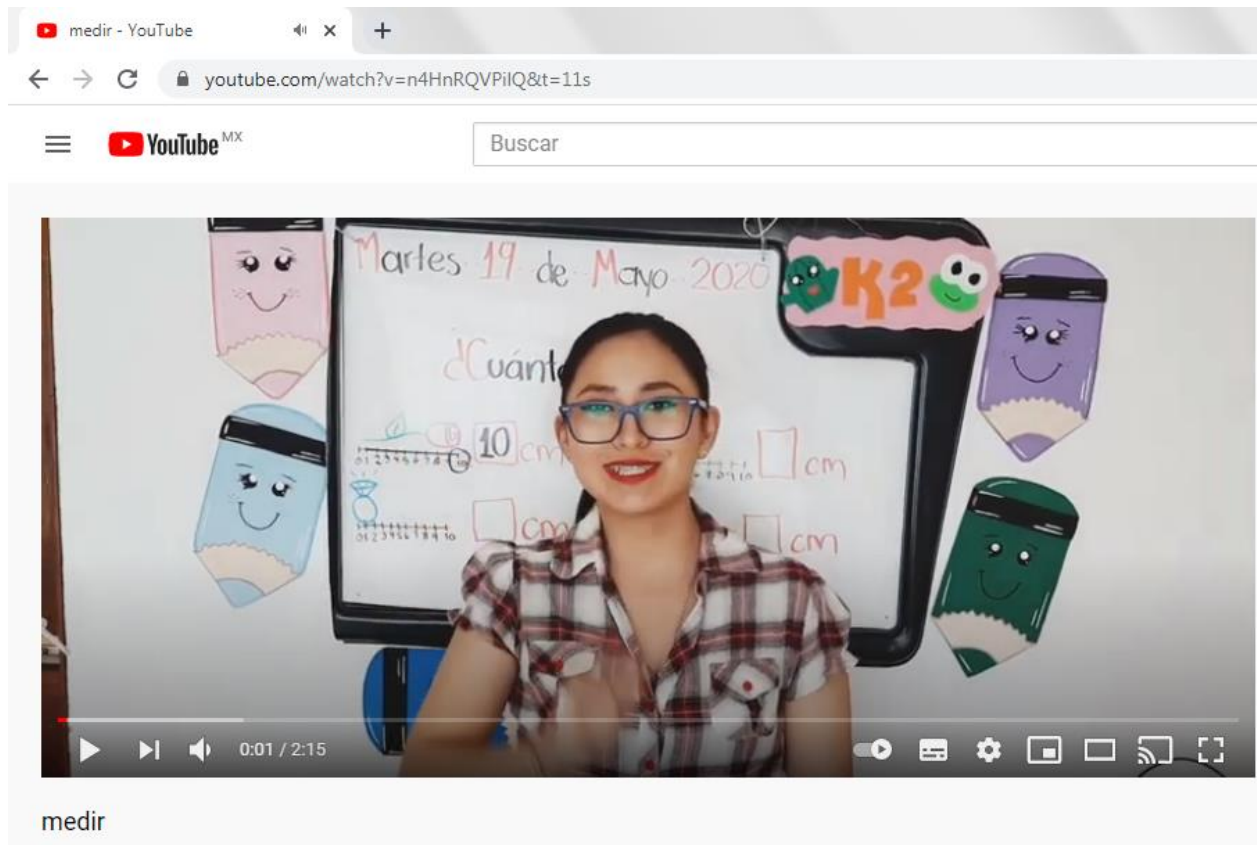 medir - YouTube
youtube.com/watch?v=n4HnRQVPilQ&t=11s
YouTube MX
Buscar
Martes 19 de Mayo 2020
K2
10 cm
cm
cm
cm
0:01 / 2:15
medir